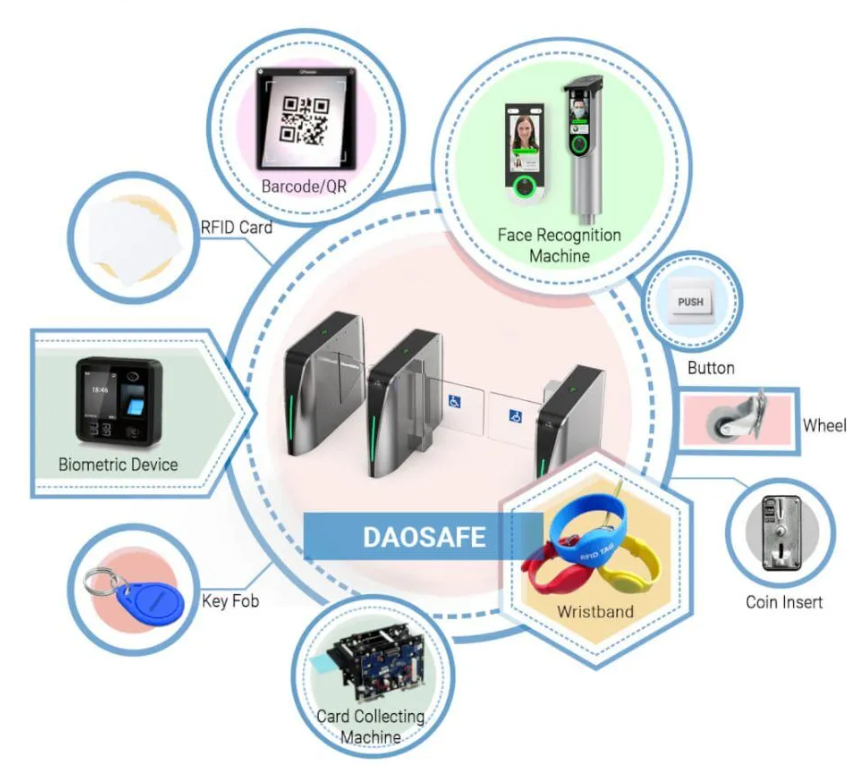 Barcode/QR
Face Recognition
Machine
RFID Card
PUSH
Button
18:46
Biometric Device
Wheel
DAOSAFE
RFID TAG
Wristband
Key Fob
Coin Insert
Card Collecting
Machine